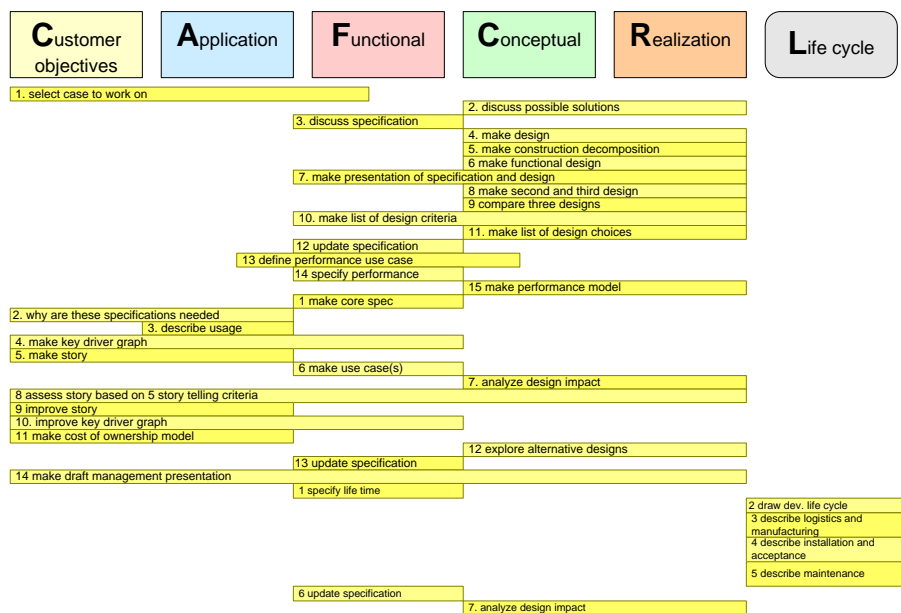 Customer objectives
Application
Functional
Conceptual
Realization
Life cycle
1. select case to work on
2. discuss possible solutions
3. discuss specification
4. make design
5. make construction decomposition
6 make functional design
7. make presentation of specification and design
8 make second and third design
9 compare three designs
10. make list of design criteria
11. make list of design choices
12 update specification
13 define performance use case
14 specify performance
15 make performance model
1 make core spec
2. why are these specifications needed
3. describe usage
4. make key driver graph
5. make story
6 make use case(s)
7. analyze design impact
8 assess story based on 5 story telling criteria
9 improve story
10. improve key driver graph
11 make cost of ownership model
12 explore alternative designs
13 update specification
14 make draft management presentation
1 specify life time
2 draw dev. life cycle
3 describe logistics and
manufacturing
4 describe installation and
acceptance
5 describe maintenance
6 update specification
7. analyze design impact